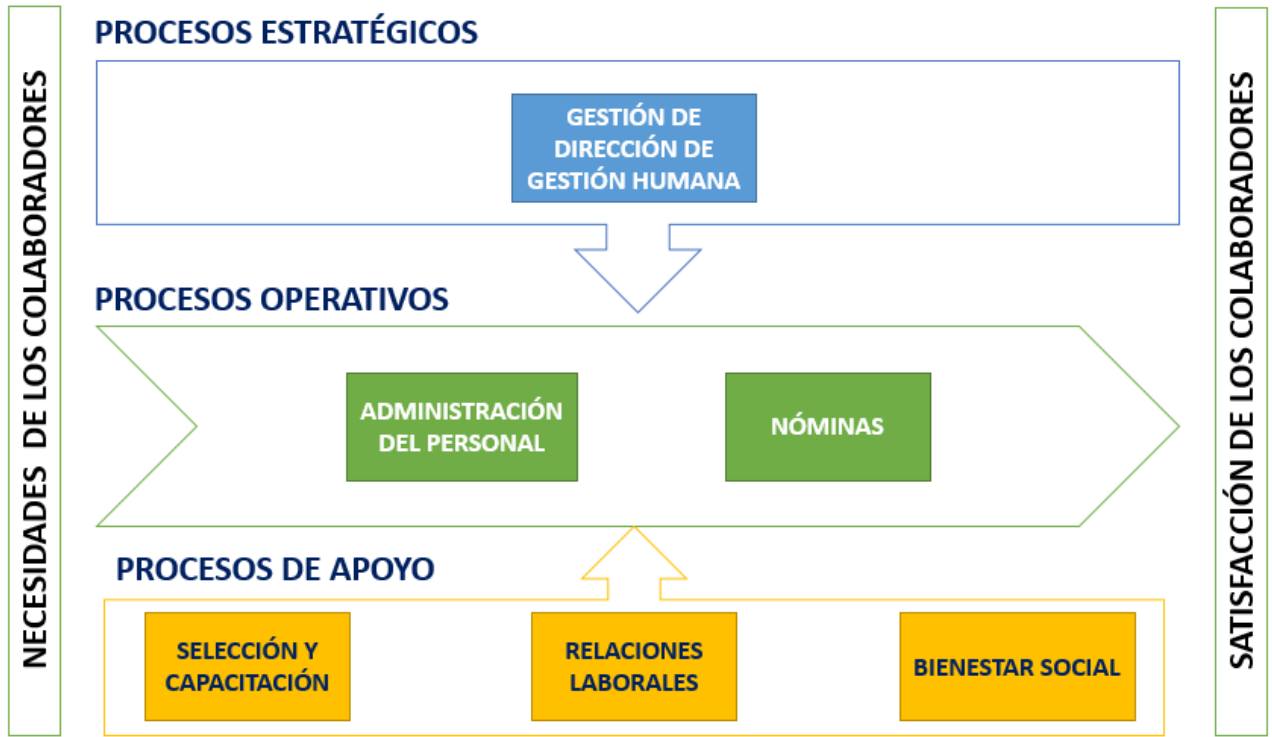 NECESIDADES DE LOS COLABORADORES
PROCESOS ESTRATÉGICOS
GESTIÓN DE
DIRECCIÓN DE
GESTIÓN HUMANA
PROCESOS OPERATIVOS
ADMINISTRACIÓN
DEL PERSONAL
NÓMINAS
PROCESOS DE APOYO
SELECCIÓN Y
CAPACITACIÓN
RELACIONES
LABORALES
BIENESTAR SOCIAL
SATISFACCIÓN DE LOS COLABORADORES